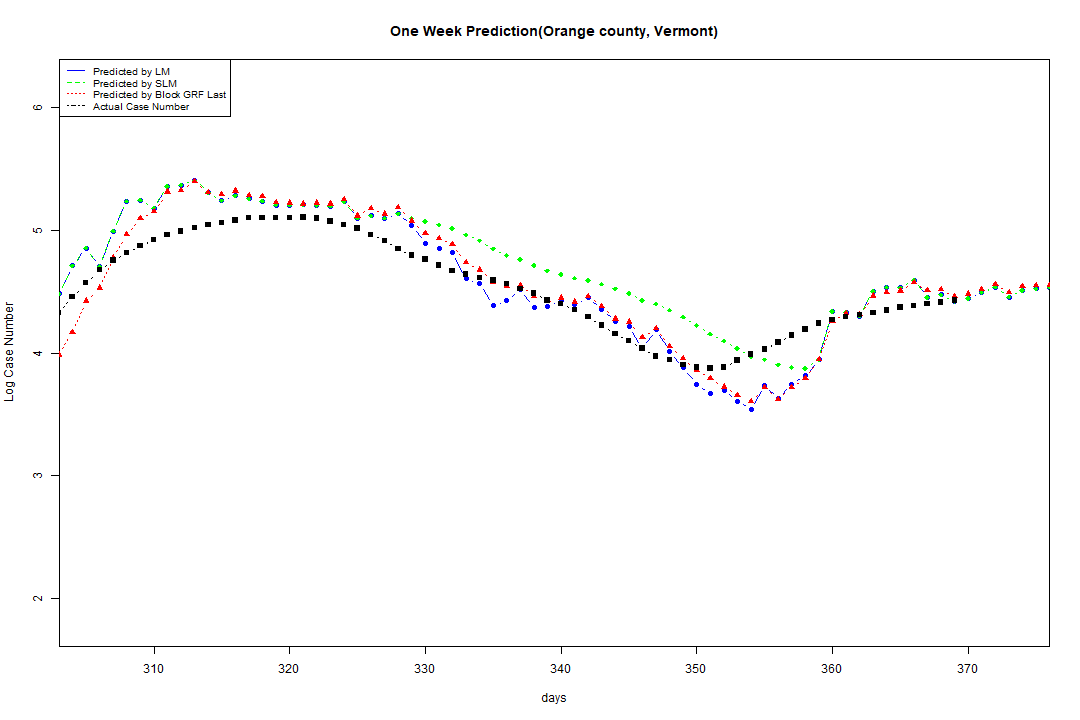 One Week Prediction(Orange county, Vermont)
Predicted by LM
Predicted by SLM
Predicted by Block GRF Last
Actual Case Number
6
5
4
3
2
Log Case Number
310 320 330 340 350 360 370
days